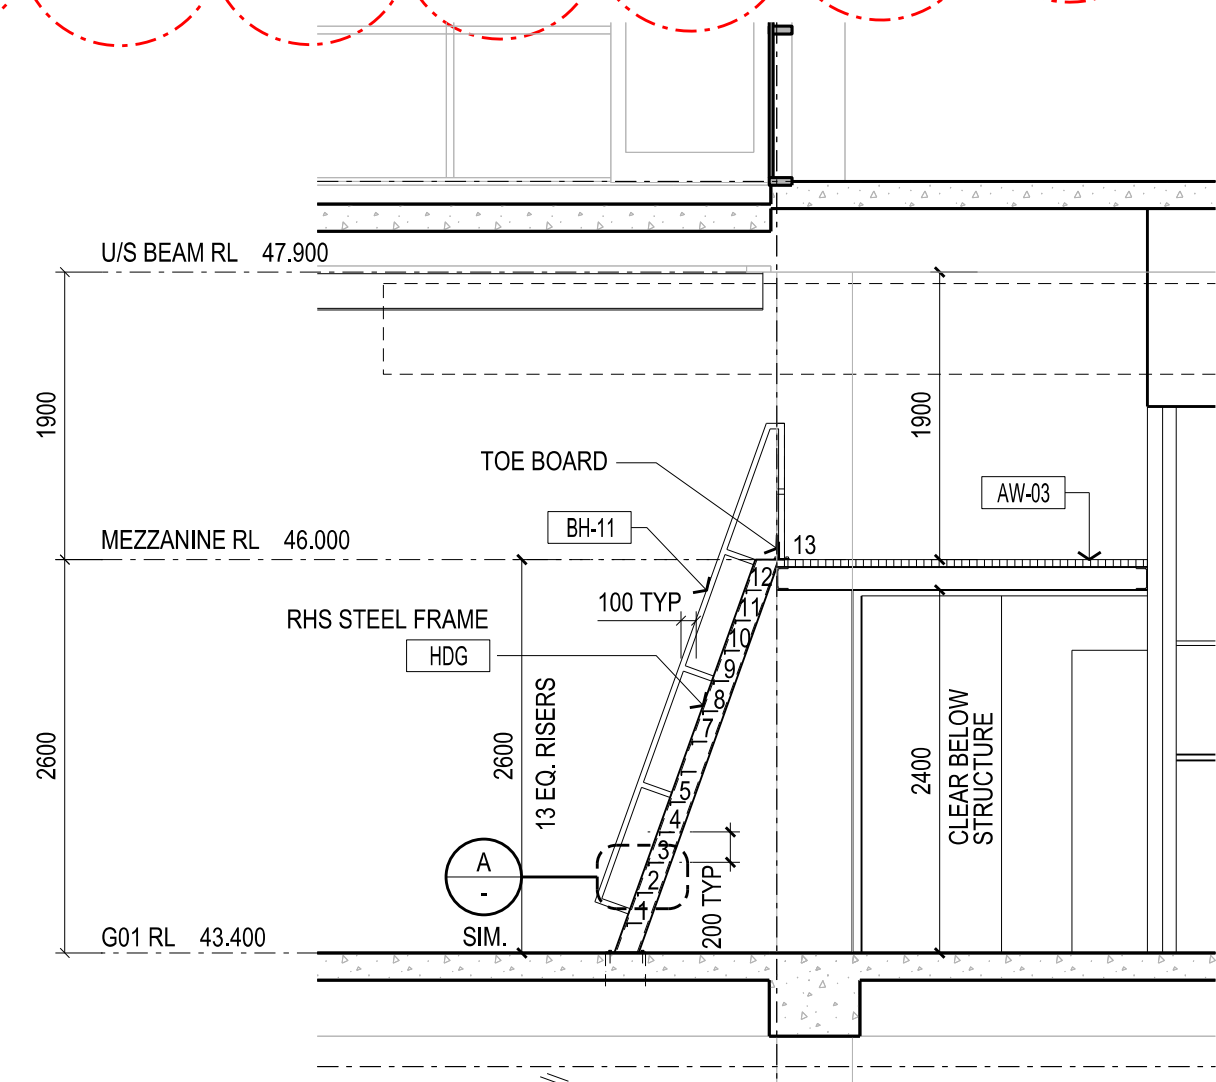 U/S BEAM RL 47.900
1900
1900
TOE BOARD
AW-03
BH-11
MEZZANINE RL 46.000
13
12
100 TYP
11
RHS STEEL FRAME
10
HDG
9
8
7
2600
2600
13 EQ. RISERS
5
4
3
2
1
2400
CLEAR BELOW
STRUCTURE
A
-
200 TYP
G01 RL 43.400
SIM.